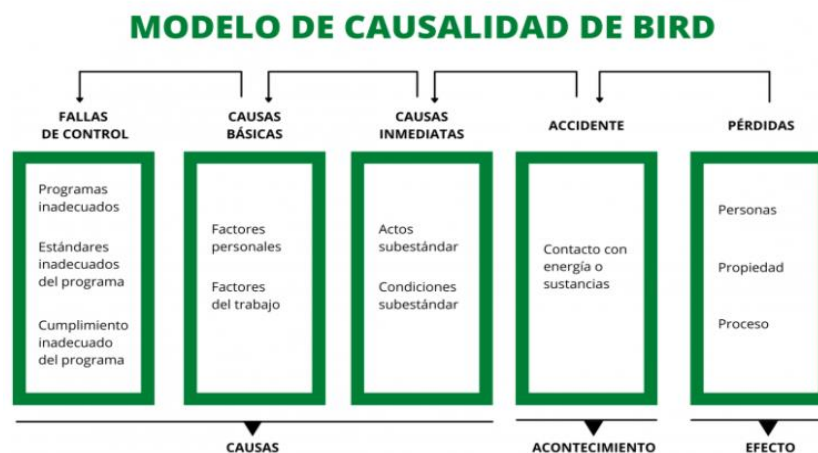 MODELO DE CAUSALIDAD DE BIRD
FALLAS
DE CONTROL
CAUSAS
BÁSICAS
CAUSAS
INMEDIATAS
ACCIDENTE
PÉRDIDAS
Programas
inadecuados
Estándares
inadecuados
del programa
Cumplimiento
inadecuado
del programa
Factores
personales
Factores
del trabajo
Actos
subestándar
Condiciones
subestándar
Contacto con
energía o
sustancias
Personas
Propiedad
Proceso
CAUSAS
ACONTECIMIENTO
EFECTO